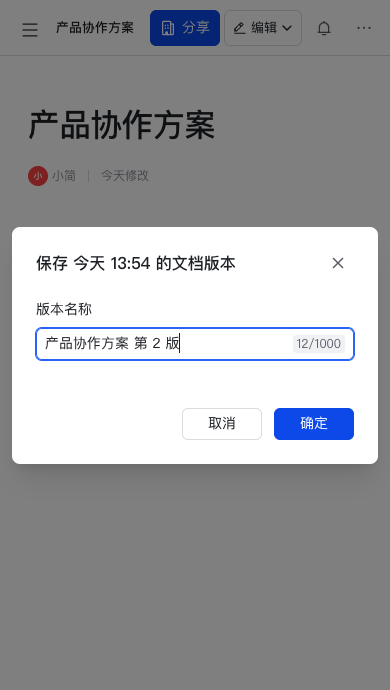 产品协作方案
分享
编辑
产品协作方案
小 小简 今天修改
保存 今天 13:54 的文档版本
版本名称
产品协作方案 第 2 版 12/1000
取消 确定